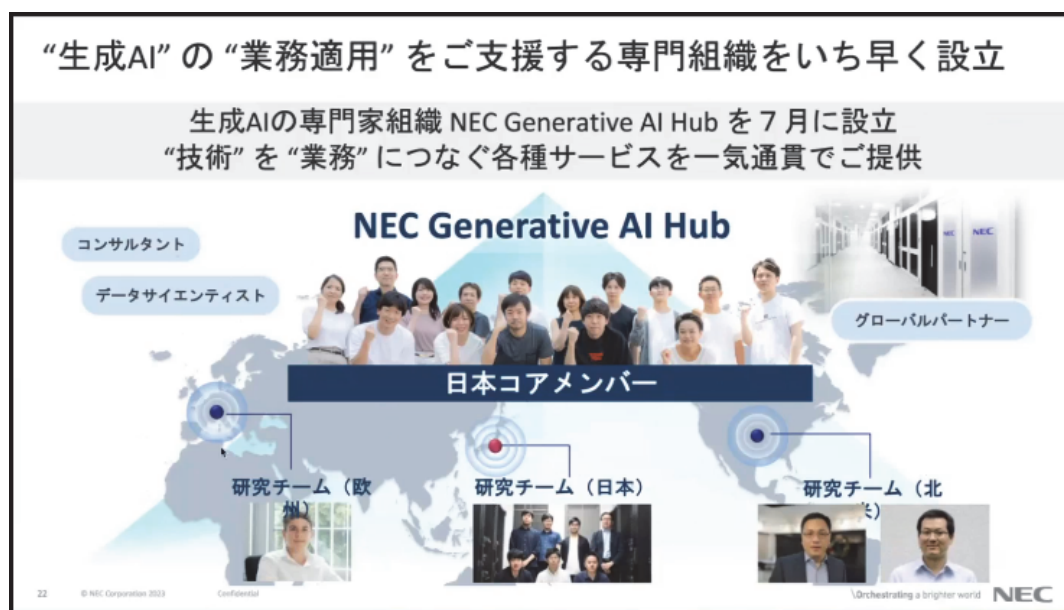 “生成AI” の “業務適用” をご支援する専門組織をいち早く設立
生成AIの専門家組織 NEC Generative AI Hub を７月に設立
“技術” を “業務” につなぐ各種サービスを一気通貫でご提供
NEC Generative AI Hub
コンサルタント
データサイエンティスト
NEC
NEC
グローバルパートナー
日本コアメンバー
研究チーム（欧
州）
研究チーム（日本）
研究チーム（北
米）
22
© NEC Corporation 2023
Confidential
\Orchestrating a brighter world
NEC